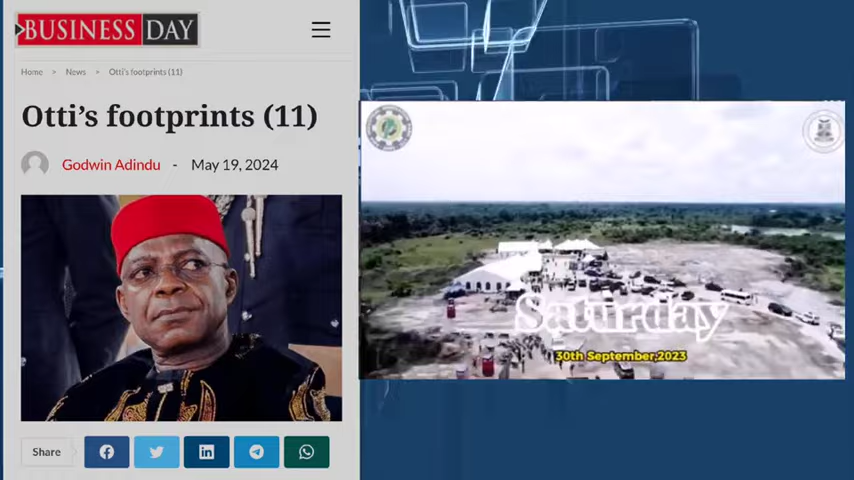 BUSINESS DAY
Home > News > Otti's footprints (11)
Otti's footprints (11)
Godwin Adindu - May 19, 2024
Share
Saturday
30th September,2023